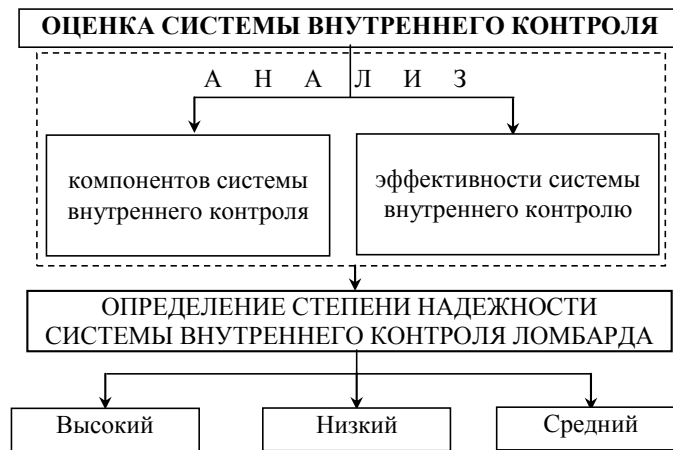 ОЦЕНКА СИСТЕМЫ ВНУТРЕННЕГО КОНТРОЛЯ
А Н А Л И З
компонентов системы
внутреннего контроля
эффективности системы
внутреннего контролю
ОПРЕДЕЛЕНИЕ СТЕПЕНИ НАДЕЖНОСТИ
СИСТЕМЫ ВНУТРЕННЕГО КОНТРОЛЯ ЛОМБАРДА
Высокий
Низкий
Средний